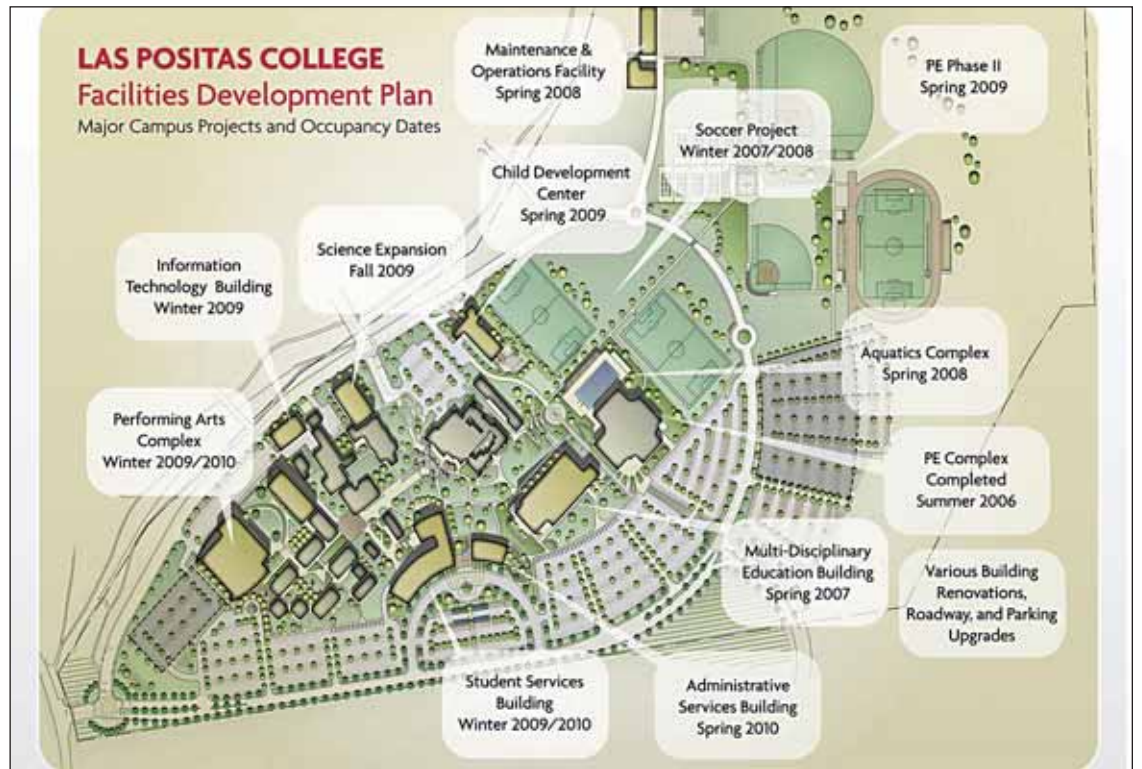 LAS POSITAS COLLEGE
Facilities Development Plan
Major Campus Projects and Occupancy Dates
Maintenance &
Operations Facility
Spring 2008
PE Phase II
Spring 2009
Soccer Project
Winter 2007/2008
Child Development
Center
Spring 2009
Science Expansion
Fall 2009
Information
Technology Building
Winter 2009
Aquatics Complex
Spring 2008
Performing Arts
Complex
Winter 2009/2010
PE Complex
Completed
Summer 2006
Multi-Disciplinary
Education Building
Spring 2007
Various Building
Renovations,
Roadway, and Parking
Upgrades
Student Services
Building
Winter 2009/2010
Administrative
Services Building
Spring 2010